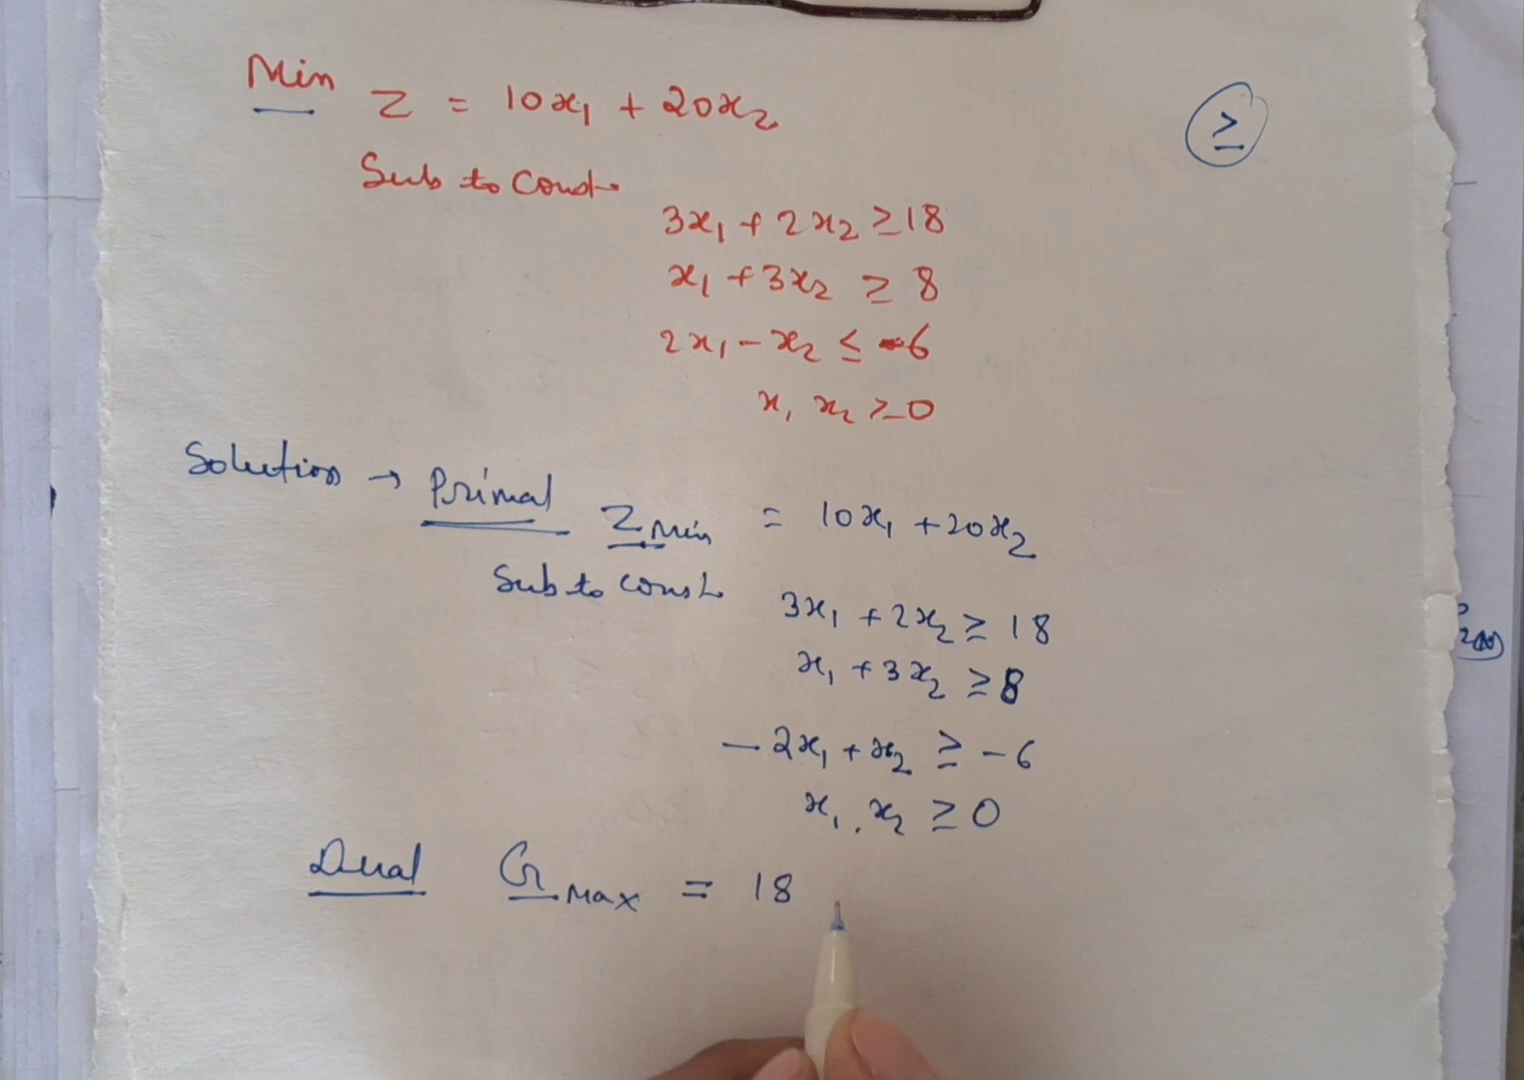 Min Z = 10x₁ + 20x₂
≥
Sub to Const.
3x₁ + 2x₂ ≥ 18
x₁ + 3x₂ ≥ 8
2x₁ - x₂ ≤ 6
x₁ x₂ ≥ 0
Solution → Primal Z Min = 10x₁ + 20x₂
Sub to const.
3x₁ + 2x₂ ≥ 18
x₁ + 3x₂ ≥ 8
- 2x₁ + x₂ ≥ - 6
x₁, x₂ ≥ 0
Dual G Max = 18